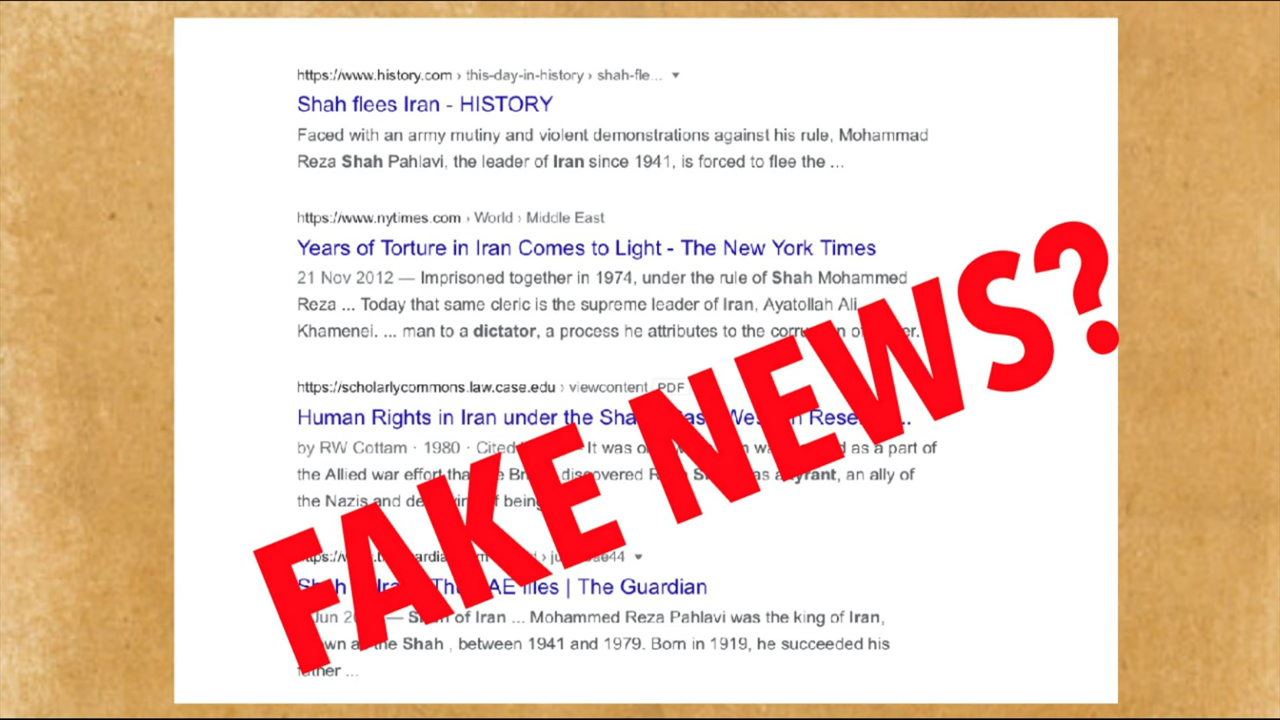 https://www.history.com › this-day-in-history › shah-fle...
Shah flees Iran - HISTORY
Faced with an army mutiny and violent demonstrations against his rule, Mohammad
Reza Shah Pahlavi, the leader of Iran since 1941, is forced to flee the ...
https://www.nytimes.com › World › Middle East
Years of Torture in Iran Comes to Light - The New York Times
21 Nov 2012 — Imprisoned together in 1974, under the rule of Shah Mohammed
Reza ... Today that same cleric is the supreme leader of Iran, Ayatollah Ali
Khamenei. ... man to a dictator, a process he attributes to the
https://scholarlycommons.law.case.edu › viewcontent PDF
Human Rights in Iran under the
by RW Cottam · 1980 · Cited It was as a part of
the Allied war effort discovered an ally of
the Nazis and
Shah The Guardian
Jun — of Iran ... Mohammed Reza Pahlavi was the king of Iran,
the Shah , between 1941 and 1979. Born in 1919, he succeeded his
father ...
FAKE NEWS?